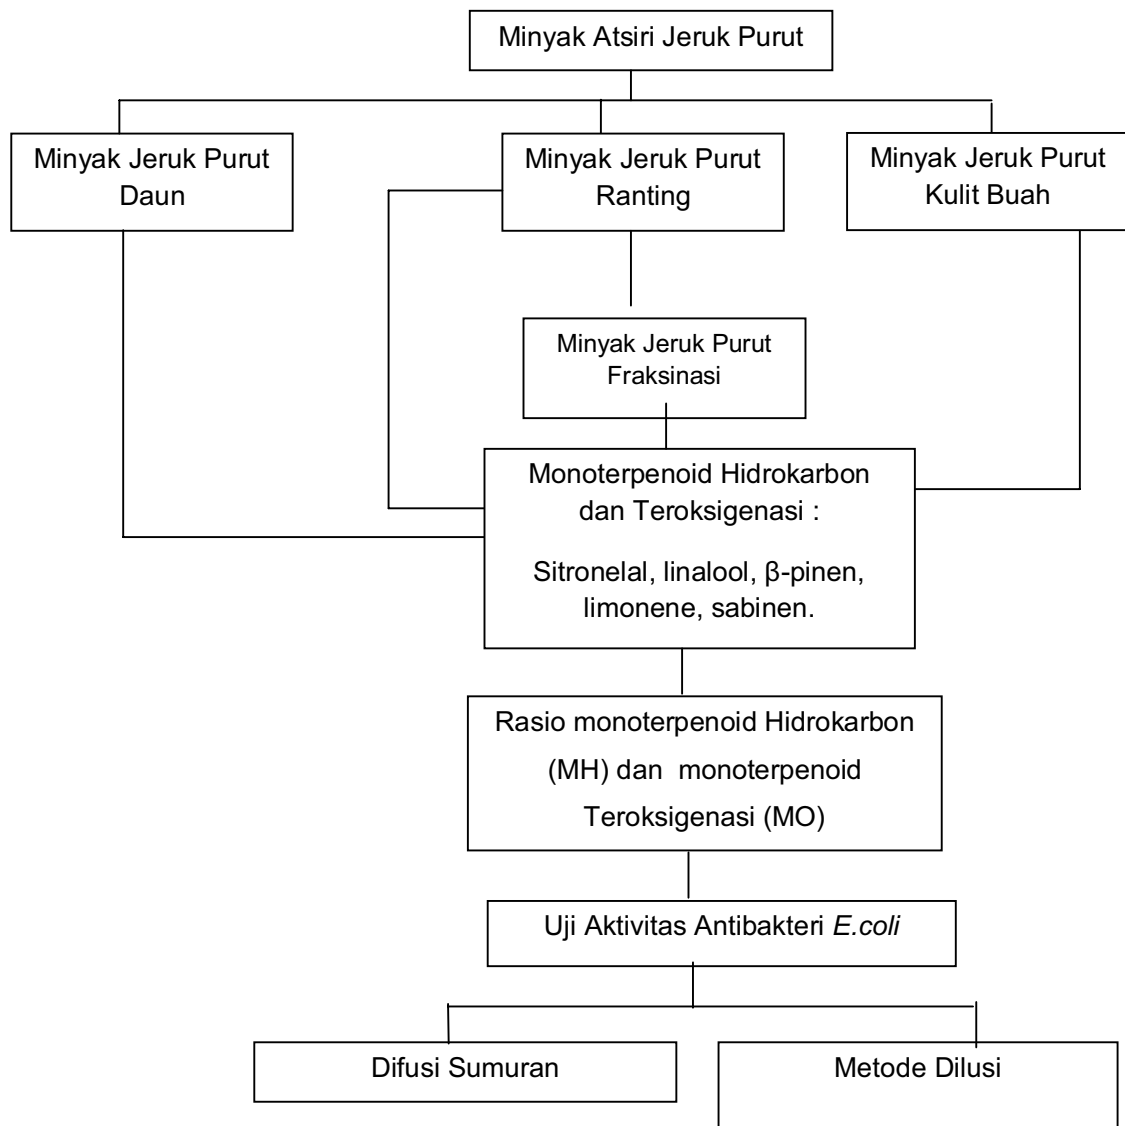 Minyak Atsiri Jeruk Purut
Minyak Jeruk Purut
Daun
Minyak Jeruk Purut
Ranting
Minyak Jeruk Purut
Kulit Buah
Minyak Jeruk Purut
Fraksinasi
Monoterpenoid Hidrokarbon
dan Teroksigenasi :
Sitronelal, linalool, β-pinen,
limonene, sabinen.
Rasio monoterpenoid Hidrokarbon
(MH) dan monoterpenoid
Teroksigenasi (MO)
Uji Aktivitas Antibakteri E.coli
Difusi Sumuran
Metode Dilusi